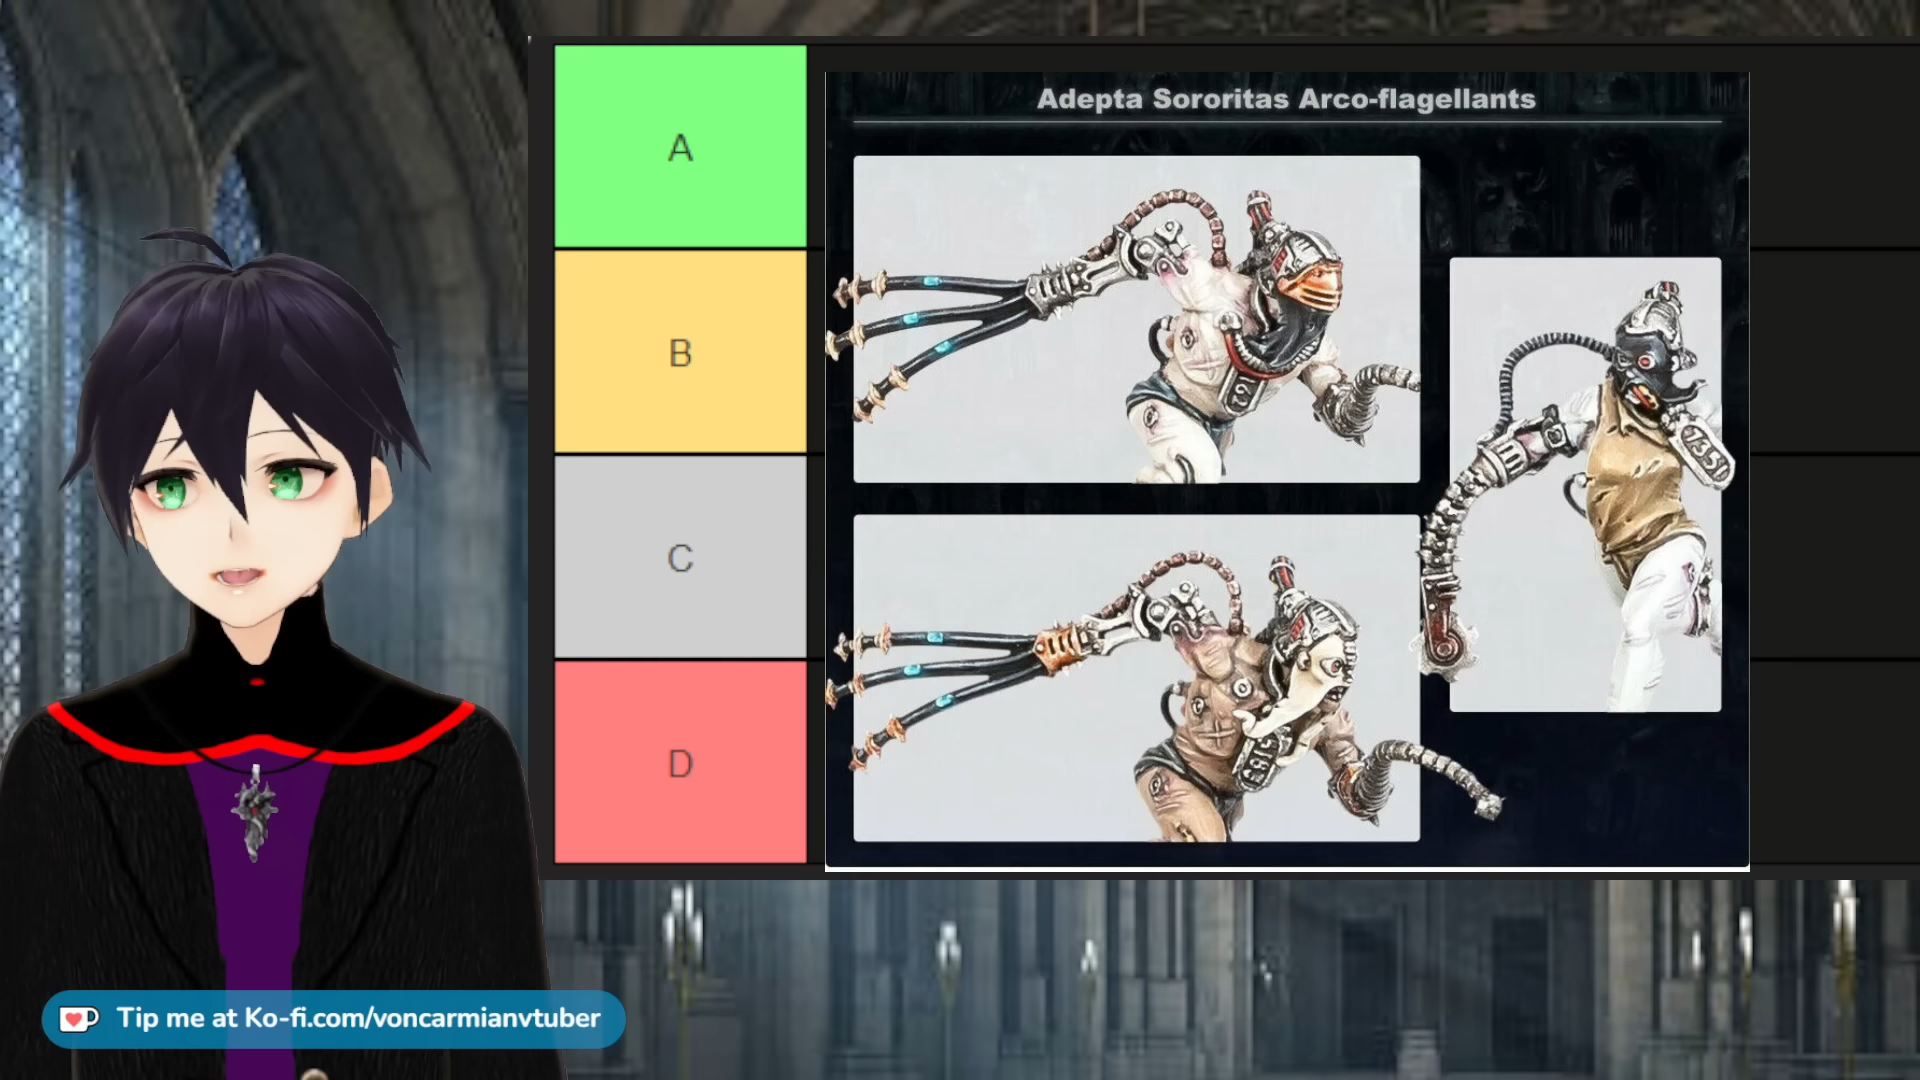 A
B
C
D
Adepta Sororitas Arco-flagellants
Tip me at Ko-fi.com/voncarmianvtuber